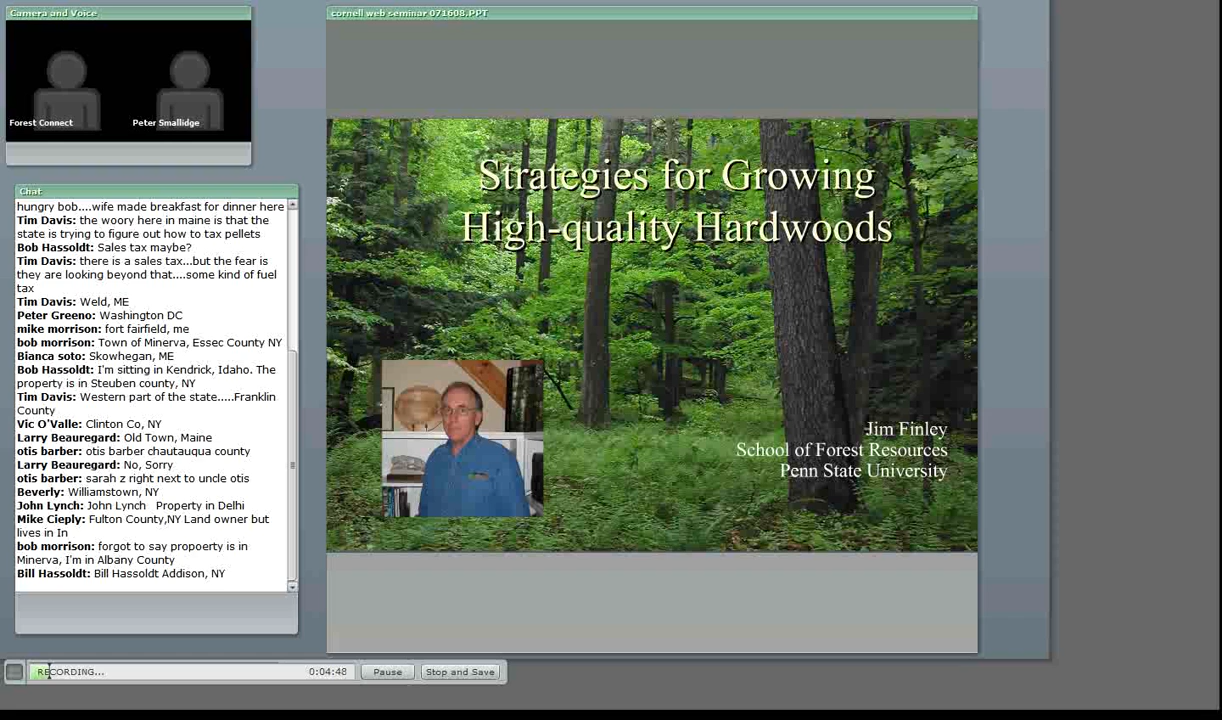 Camera and Voice
Forest Connect
Peter Smallidge
Chat
hungry bob....wife made breakfast for dinner here
Tim Davis: the woory here in maine is that the
state is trying to figure out how to tax pellets
Bob Hassoldt: Sales tax maybe?
Tim Davis: there is a sales tax...but the fear is
they are looking beyond that....some kind of fuel
tax
Tim Davis: Weld, ME
Peter Greeno: Washington DC
mike morrison: fort fairfield, me
bob morrison: Town of Minerva, Essec County NY
Bianca soto: Skowhegan, ME
Bob Hassoldt: I'm sitting in Kendrick, Idaho. The
property is in Steuben county, NY
Tim Davis: Western part of the state.....Franklin
County
Vic O'Valle: Clinton Co, NY
Larry Beauregard: Old Town, Maine
otis barber: otis barber chautauqua county
Larry Beauregard: No, Sorry
otis barber: sarah z right next to uncle otis
Beverly: Williamstown, NY
John Lynch: John Lynch   Property in Delhi
Mike Cieply: Fulton County,NY Land owner but
lives in In
bob morrison: forgot to say propoerty is in
Minerva, I'm in Albany County
Bill Hassoldt: Bill Hassoldt Addison, NY
cornell web seminar 071608.PPT
Strategies for Growing
High-quality Hardwoods
Jim Finley
School of Forest Resources
Penn State University
RECORDING...
0:04:48
Pause
Stop and Save